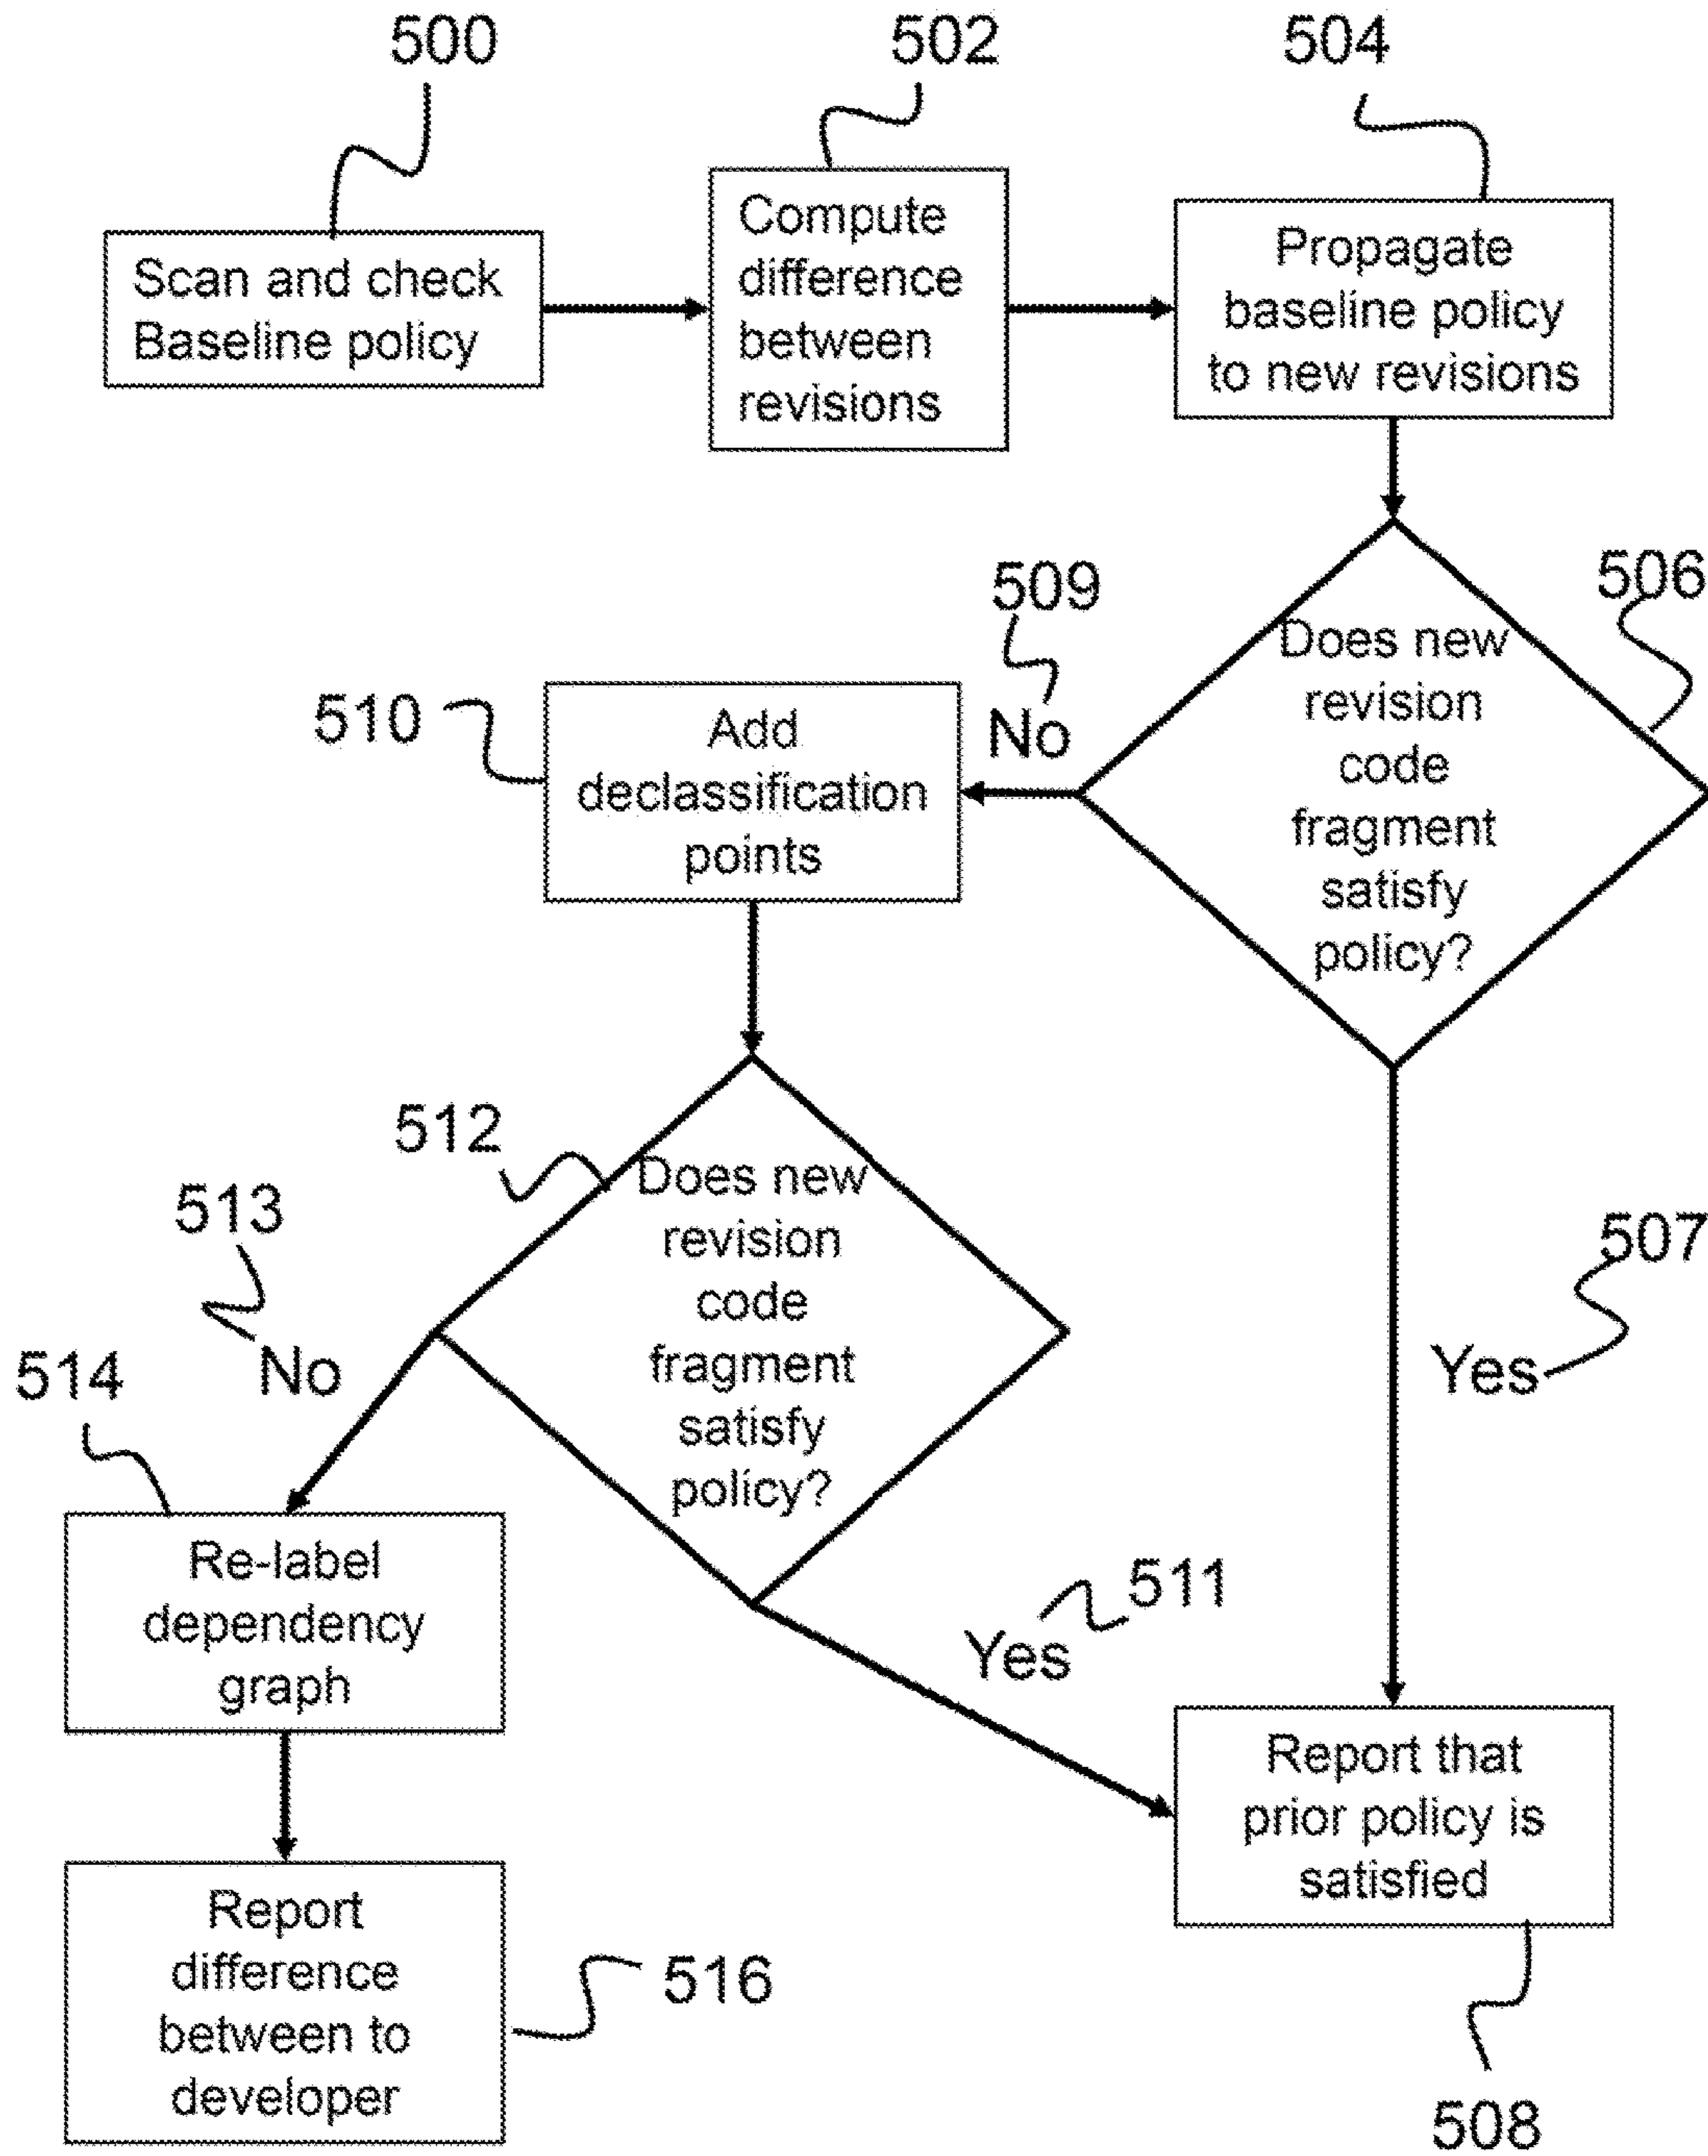 500
502
504
Scan and check
Baseline policy
Compute
difference
between
revisions
Propagate
baseline policy
to new revisions
509
506
Does new
revision
code
fragment
satisfy
policy?
No
510
Add
declassification
points
512
Does new
revision
code
fragment
satisfy
policy?
513
No
507
Yes
514
Re-label
dependency
graph
511
Yes
Report that
prior policy is
satisfied
Report
difference
between to
developer
516
508